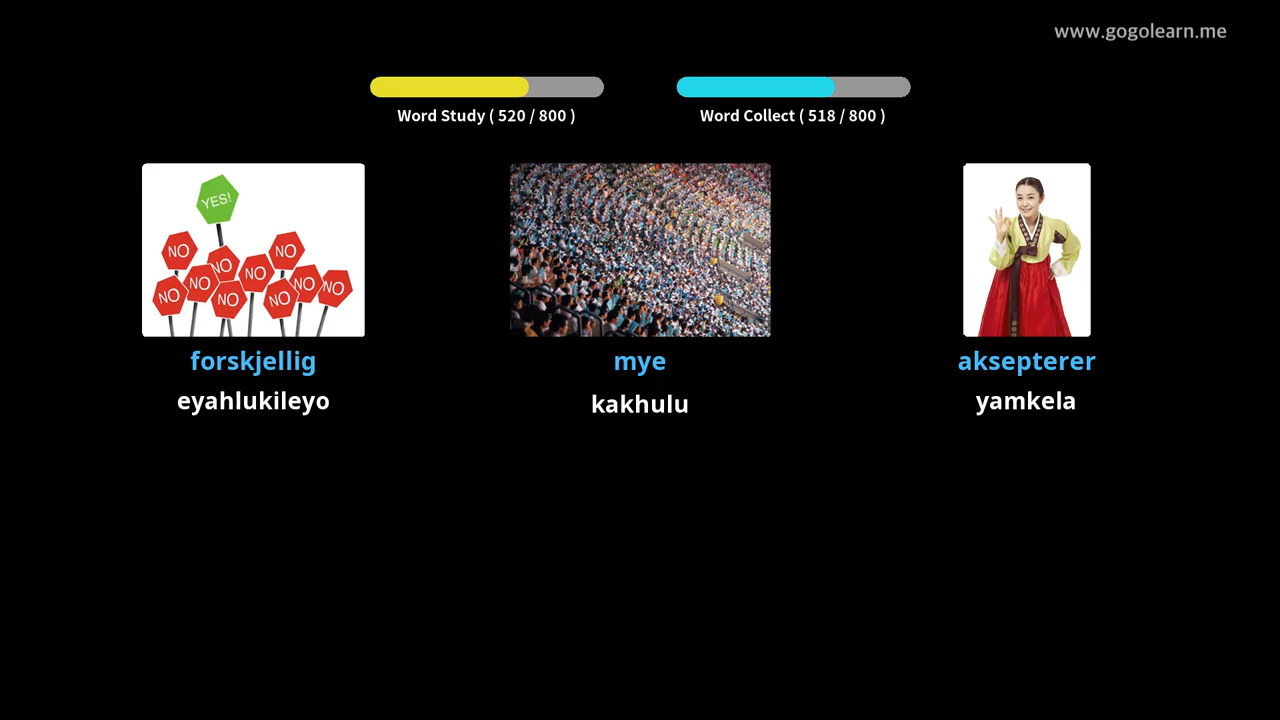 www.gogolearn.me
Word Study ( 520 / 800 )
Word Collect ( 518 / 800 )
YES!
NO
NO
NO
NO
NO
NO
NO
NO
NO
NO
forskjellig
mye
aksepterer
eyahlukileyo
kakhulu
yamkela